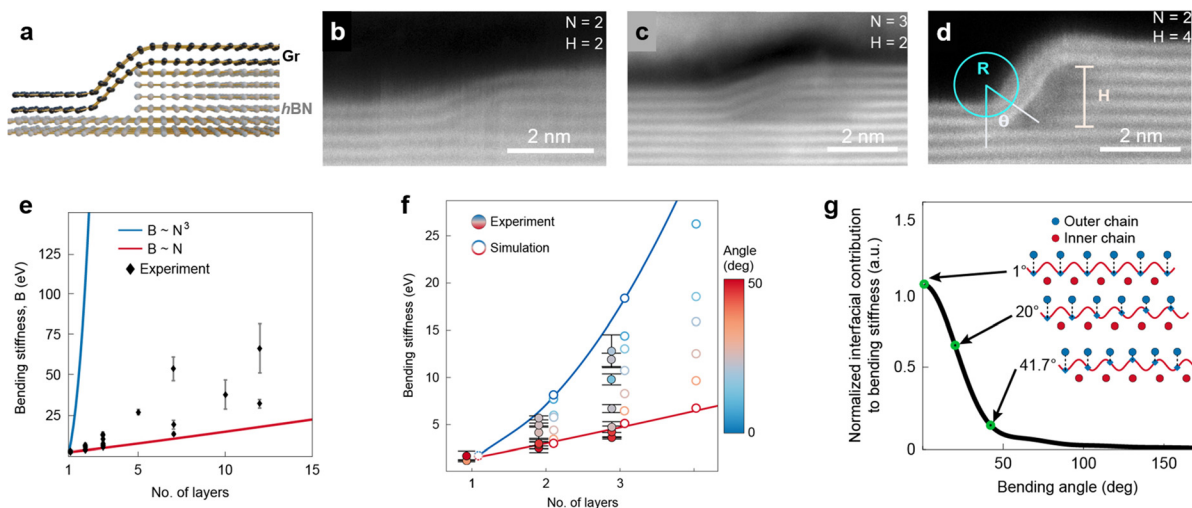 a
Gr
hBN
b
N = 2
H = 2
2 nm
c
N = 3
H = 2
2 nm
d
N = 2
H = 4
R
θ
H
2 nm
e
Bending stiffness, B (eV)
125
100
75
50
25
1
5
10
15
No. of layers
B ~ N³
B ~ N
Experiment
f
Bending stiffness (eV)
25
20
15
10
5
0
1
2
3
No. of layers
Experiment
Simulation
Angle
(deg)
50
0
g
Normalized interfacial contribution
to bending stiffness (a.u.)
1.5
1.0
0.5
0
50
100
150
Bending angle (deg)
Outer chain
Inner chain
1°
20°
41.7°